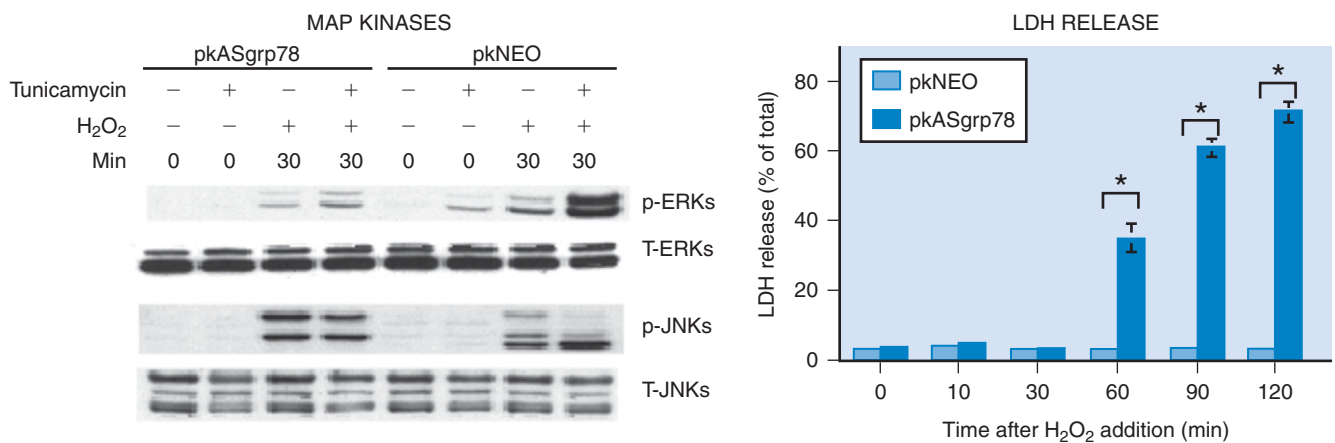 MAP KINASES
pkASgrp78 pkNEO
Tunicamycin – + – + – + – +
H₂O₂ – – + + – – + +
Min 0 0 30 30 0 0 30 30
p-ERKs
T-ERKs
p-JNKs
T-JNKs
LDH RELEASE
LDH release (% of total)
80
60
40
20
0
pkNEO
pkASgrp78
* * * 
0 10 30 60 90 120
Time after H₂O₂ addition (min)